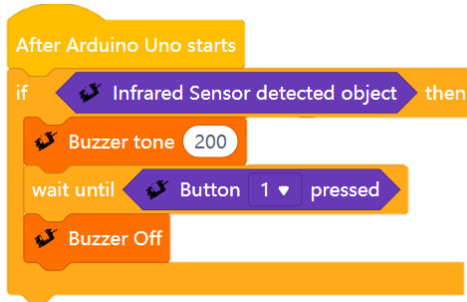 After Arduino Uno starts
if Infrared Sensor detected object then
Buzzer tone 200
wait until Button 1 pressed
Buzzer Off